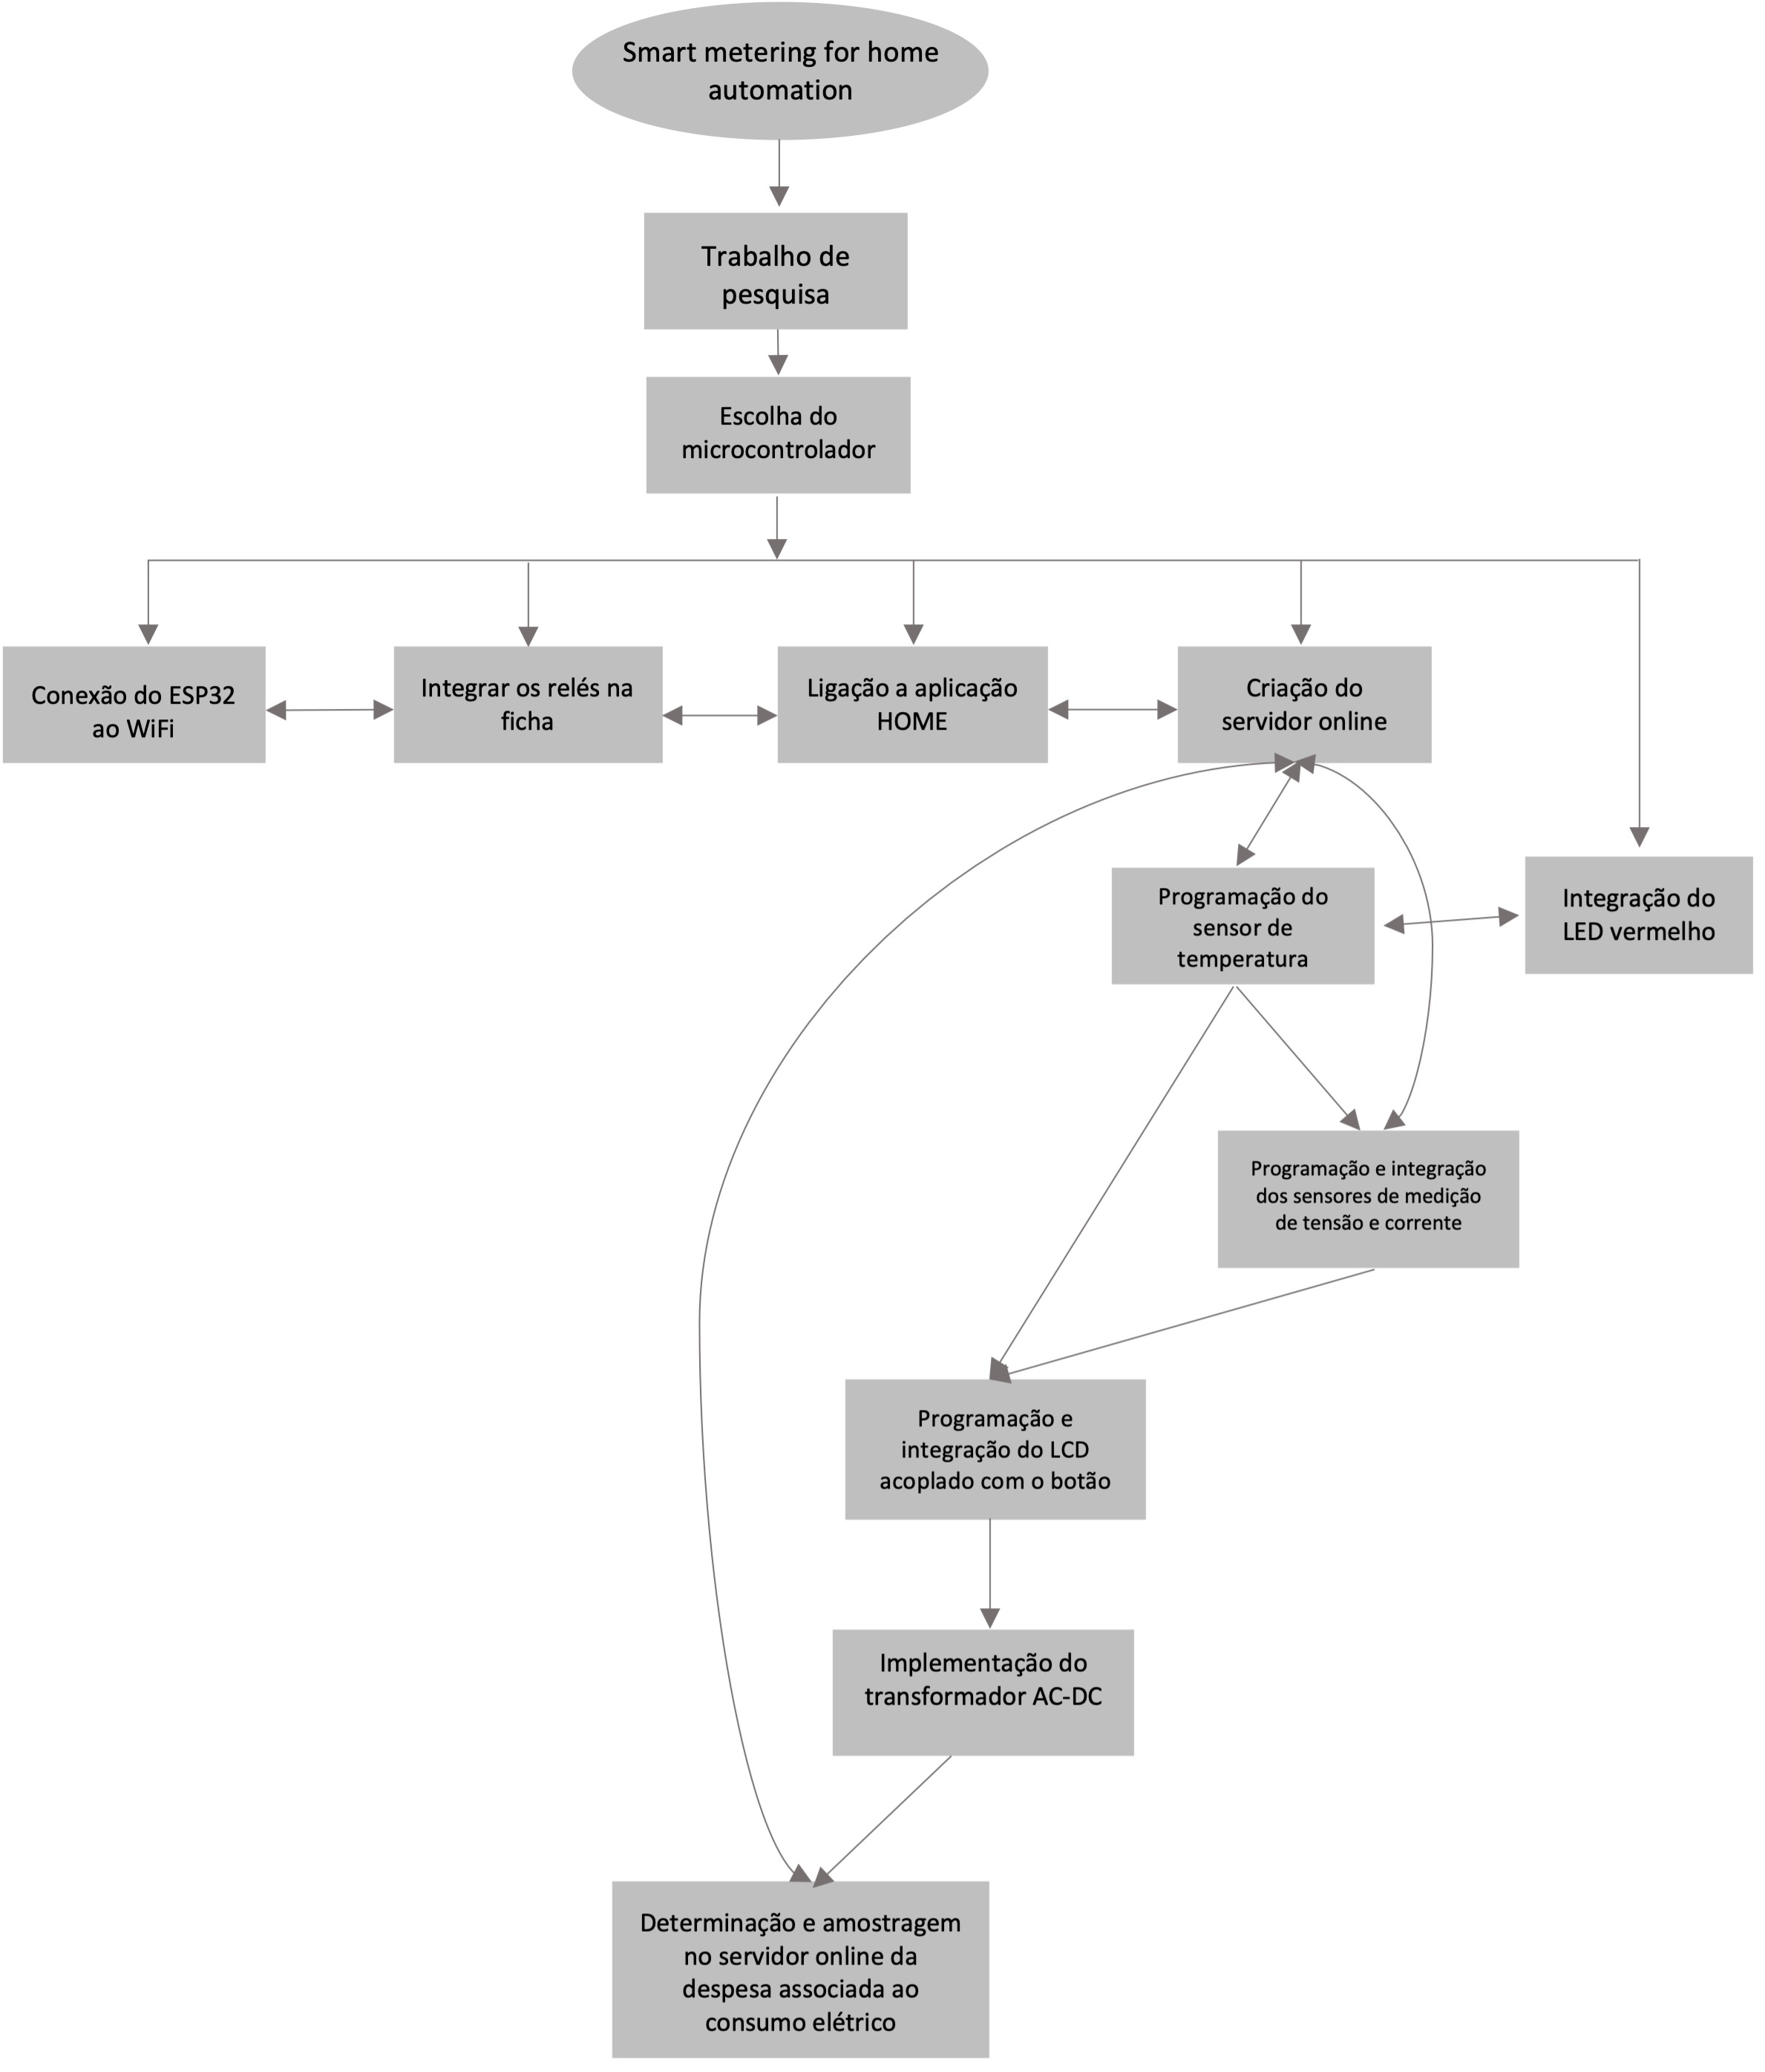 Smart metering for home
automation
Trabalho de
pesquisa
Escolha do
microcontrolador
Conexão do ESP32
ao WiFi
Integrar os relés na
ficha
Ligação a aplicação
HOME
Criação do
servidor online
Programação do
sensor de
temperatura
Integração do
LED vermelho
Programação e integração
dos sensores de medição
de tensão e corrente
Programação e
integração do LCD
acoplado com o botão
Implementação do
transformador AC-DC
Determinação e amostragem
no servidor online da
despesa associada ao
consumo elétrico